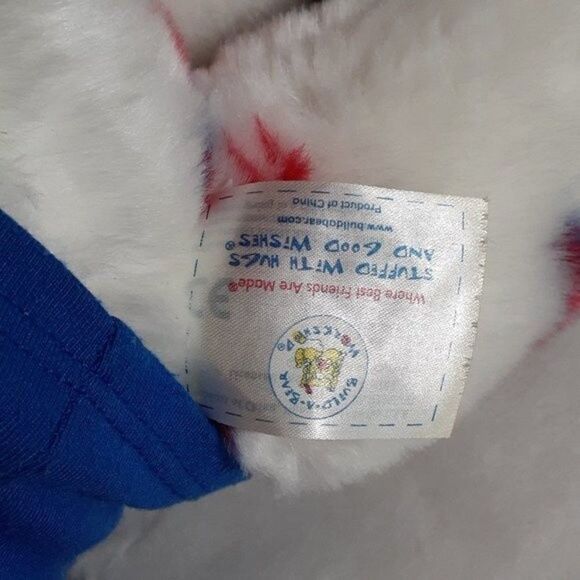 BUILD-A-BEAR
WORKSHOP®
Where Best Friends Are Made®
STUFFED WITH HUGS
AND GOOD WISHES®
www.buildabear.com
Product of China